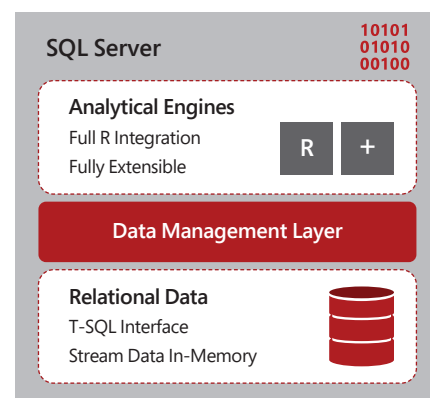 SQL Server
10101
01010
00100
Analytical Engines
Full R Integration
Fully Extensible
R +
Data Management Layer
Relational Data
T-SQL Interface
Stream Data In-Memory